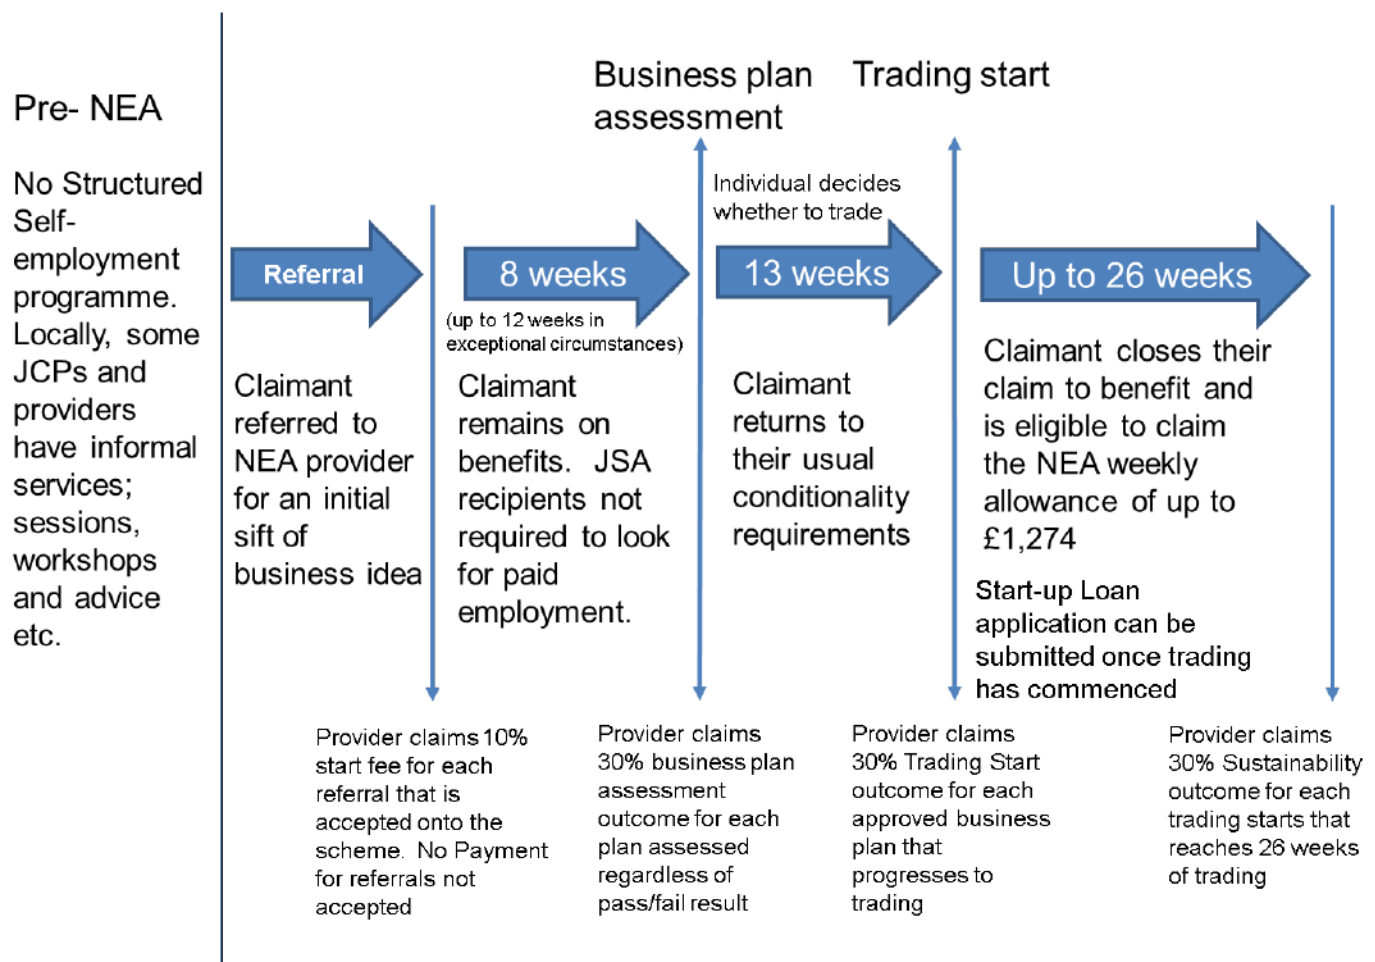 Pre- NEA
No Structured
Self-
employment
programme.
Locally, some
JCPs and
providers
have informal
services;
sessions,
workshops
and advice
etc.
Business plan
assessment
Trading start
Individual decides
whether to trade
Referral
8 weeks
13 weeks
Up to 26 weeks
(up to 12 weeks in
exceptional circumstances)
Claimant
referred to
NEA provider
for an initial
sift of
business idea
Claimant
remains on
benefits. JSA
recipients not
required to look
for paid
employment.
Claimant
returns to
their usual
conditionality
requirements
Claimant closes their
claim to benefit and
is eligible to claim
the NEA weekly
allowance of up to
£1,274
Start-up Loan
application can be
submitted once trading
has commenced
Provider claims 10%
start fee for each
referral that is
accepted onto the
scheme. No Payment
for referrals not
accepted
Provider claims
30% business plan
assessment
outcome for each
plan assessed
regardless of
pass/fail result
Provider claims
30% Trading Start
outcome for each
approved business
plan that
progresses to
trading
Provider claims
30% Sustainability
outcome for each
trading starts that
reaches 26 weeks
of trading